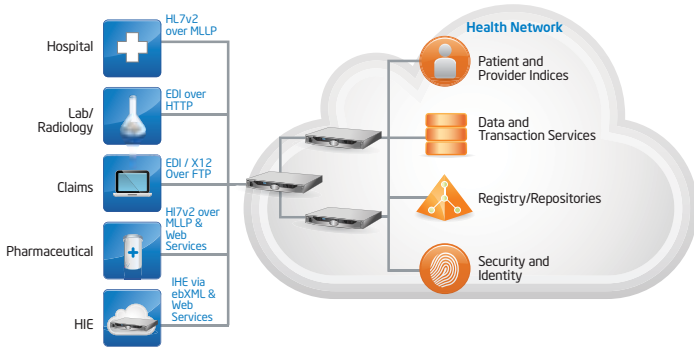 Health Network
Hospital
HL7v2
over MLLP
Lab/
Radiology
EDI over
HTTP
Claims
EDI / X12
Over FTP
Pharmaceutical
Hl7v2 over
MLLP &
Web
Services
HIE
IHE via
ebXML &
Web
Services
Patient and
Provider Indices
Data and
Transaction Services
Registry/Repositories
Security and
Identity